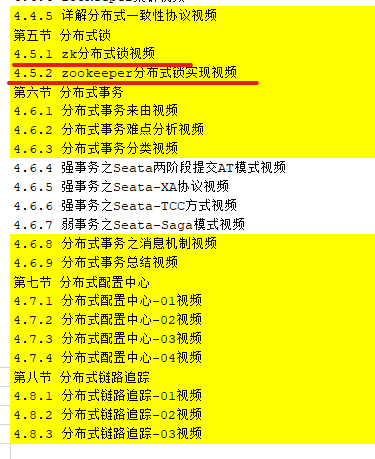 4.4.5 详解分布式一致性协议视频
第五节 分布式锁
4.5.1 zk分布式锁视频
4.5.2 zookeeper分布式锁实现视频
第六节 分布式事务
4.6.1 分布式事务来由视频
4.6.2 分布式事务难点分析视频
4.6.3 分布式事务分类视频
4.6.4 强事务之Seata两阶段提交AT模式视频
4.6.5 强事务之Seata-XA协议视频
4.6.6 强事务之Seata-TCC方式视频
4.6.7 弱事务之Seata-Saga模式视频
4.6.8 分布式事务之消息机制视频
4.6.9 分布式事务总结视频
第七节 分布式配置中心
4.7.1 分布式配置中心-01视频
4.7.2 分布式配置中心-02视频
4.7.3 分布式配置中心-03视频
4.7.4 分布式配置中心-04视频
第八节 分布式链路追踪
4.8.1 分布式链路追踪-01视频
4.8.2 分布式链路追踪-02视频
4.8.3 分布式链路追踪-03视频